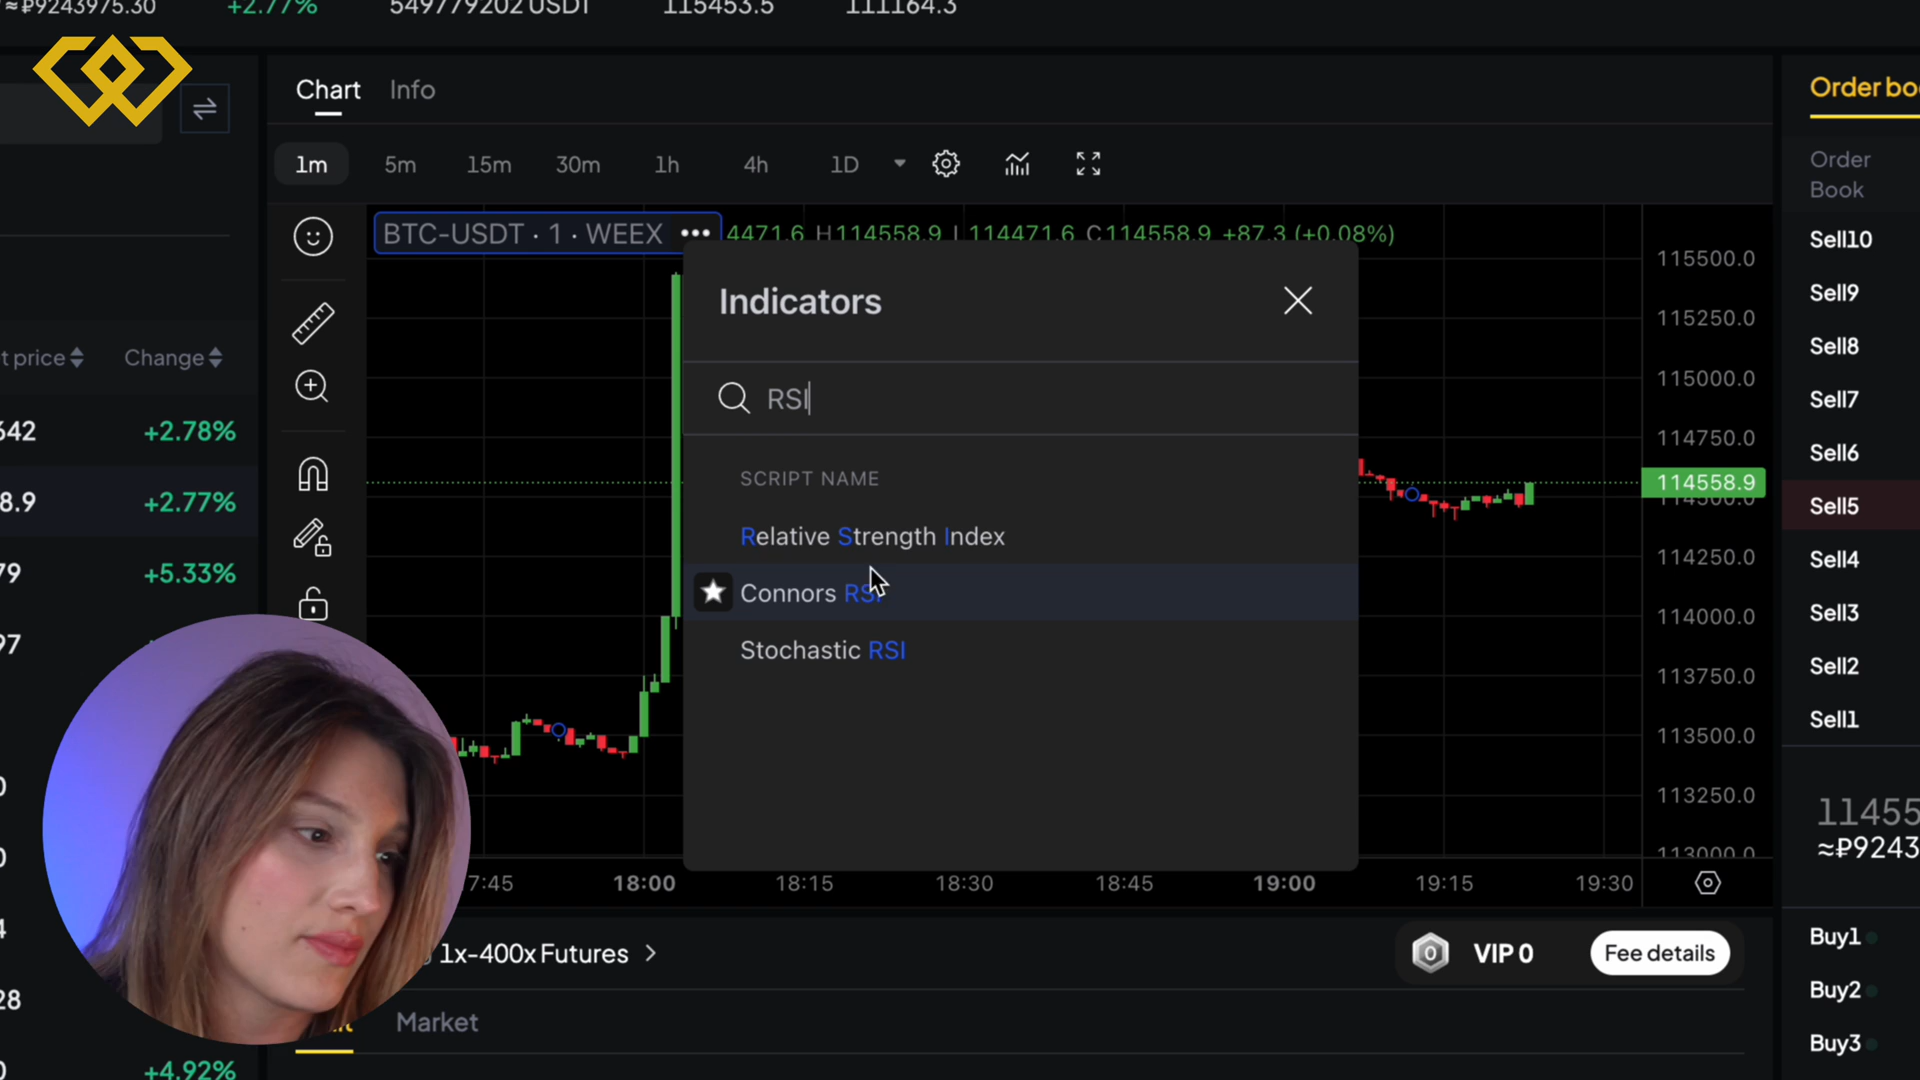 ≈₽9243975.30 +2.77% 549779202 USDT 115453.5 111164.3
Chart Info
Order boo
1m 5m 15m 30m 1h 4h 1D
Order
Book
BTC-USDT · 1 · WEEX ••• 4471.6 H114558.9 L114471.6 C114558.9 +87.3 (+0.08%)
Sell10
115500.0
Indicators
Sell9
115250.0
t price Change
Sell8
115000.0
RSI
Sell7
642 +2.78%
114750.0
Sell6
SCRIPT NAME
114558.9
8.9 +2.77%
Sell5
Relative Strength Index
114250.0
Sell4
79 +5.33%
Connors RSI
114000.0
Sell3
97
Stochastic RSI
Sell2
113750.0
Sell1
113500.0
113250.0
11455
≈₽9243
113000.0
7:45 18:00 18:15 18:30 18:45 19:00 19:15 19:30
Buy1
1x-400x Futures
0 VIP 0 Fee details
28
Buy2
Market
Buy3
+4.92%